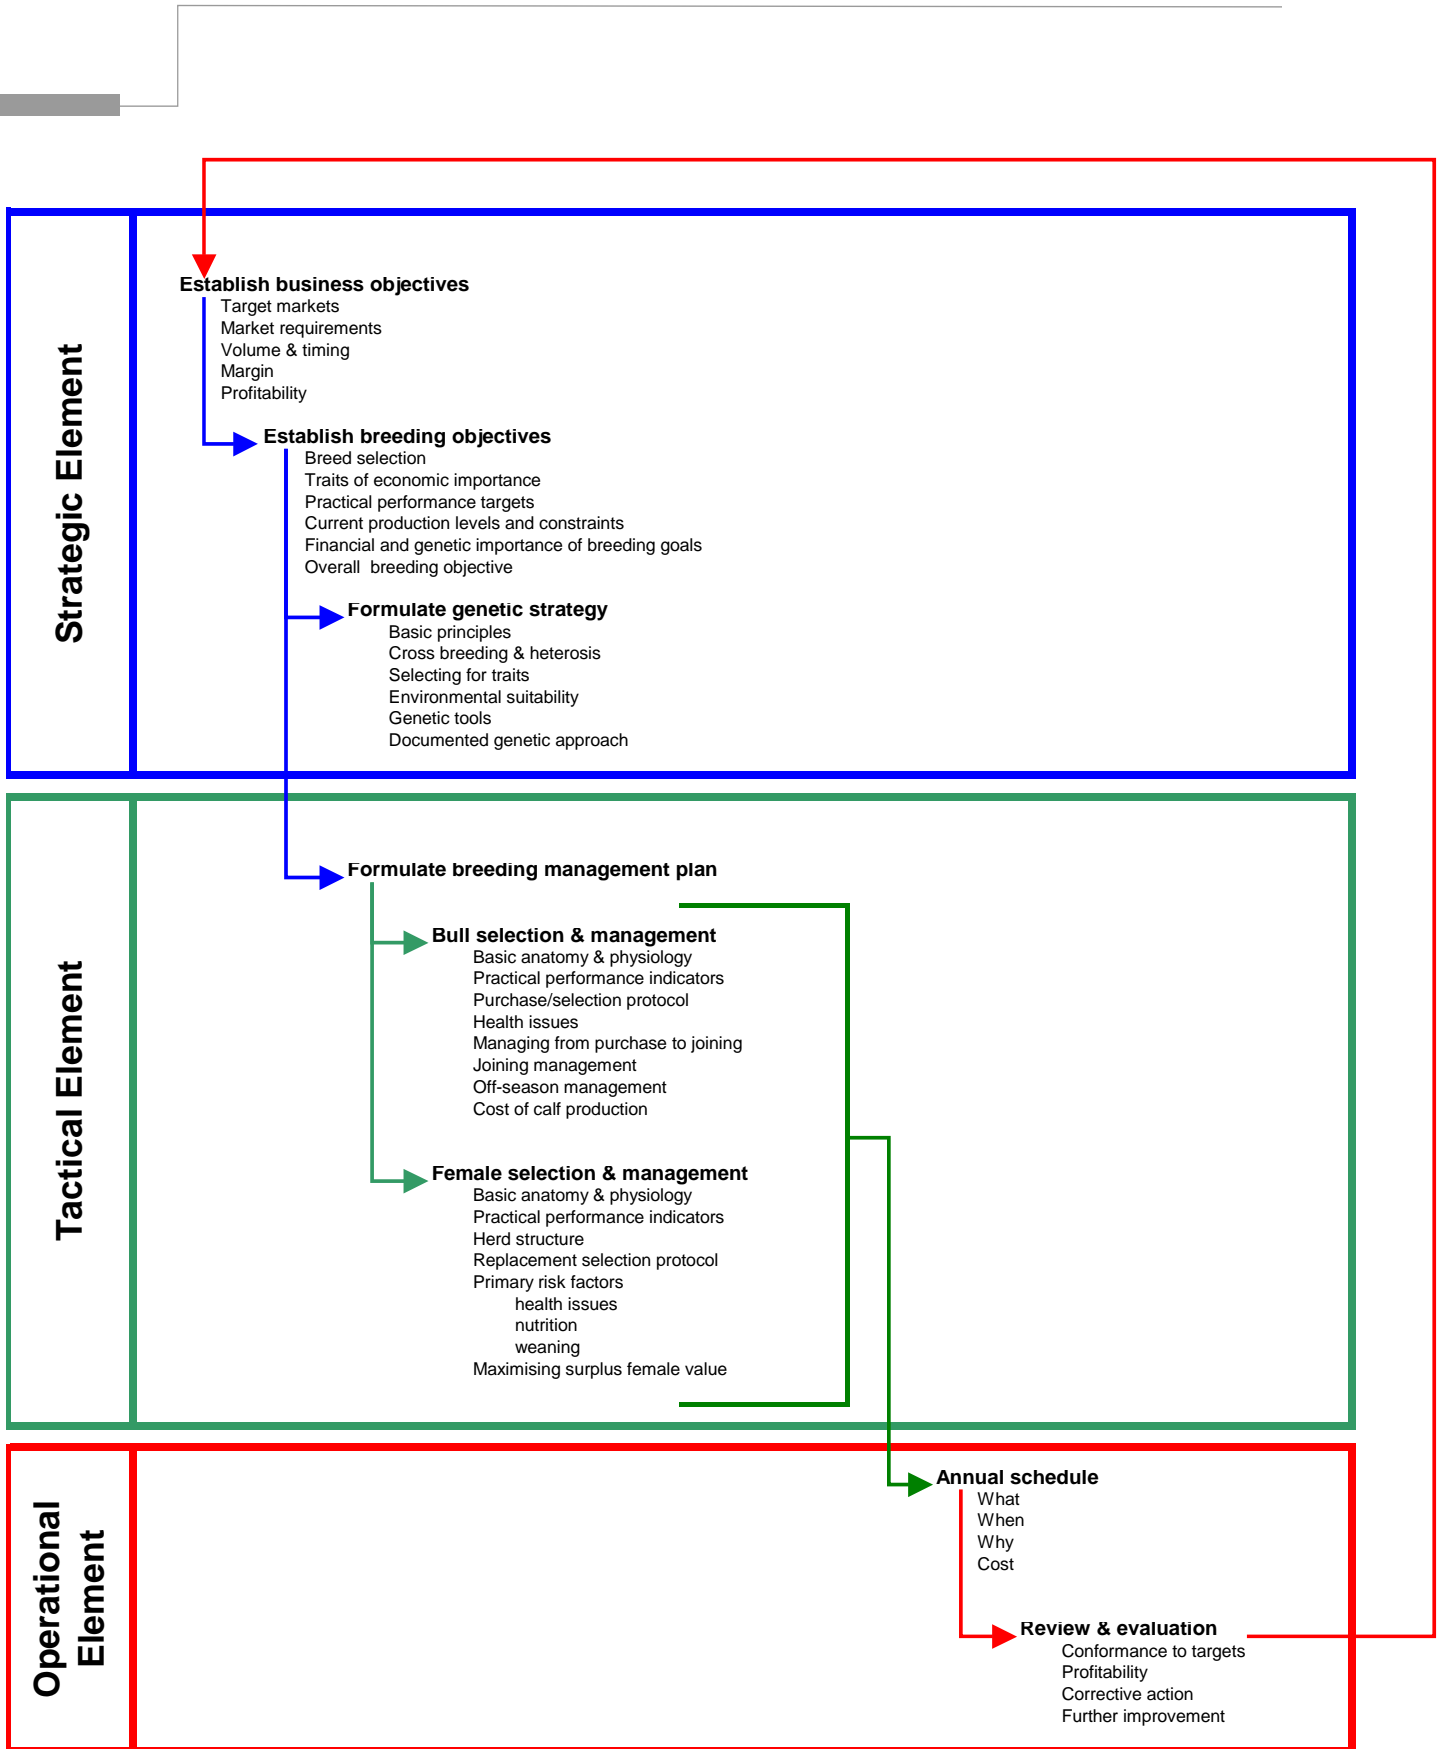 Strategic Element
Establish business objectives
Target markets
Market requirements
Volume & timing
Margin
Profitability
Establish breeding objectives
Breed selection
Traits of economic importance
Practical performance targets
Current production levels and constraints
Financial and genetic importance of breeding goals
Overall breeding objective
Formulate genetic strategy
Basic principles
Cross breeding & heterosis
Selecting for traits
Environmental suitability
Genetic tools
Documented genetic approach
Tactical Element
Formulate breeding management plan
Bull selection & management
Basic anatomy & physiology
Practical performance indicators
Purchase/selection protocol
Health issues
Managing from purchase to joining
Joining management
Off-season management
Cost of calf production
Female selection & management
Basic anatomy & physiology
Practical performance indicators
Herd structure
Replacement selection protocol
Primary risk factors
health issues
nutrition
weaning
Maximising surplus female value
Operational
Element
Annual schedule
What
When
Why
Cost
Review & evaluation
Conformance to targets
Profitability
Corrective action
Further improvement